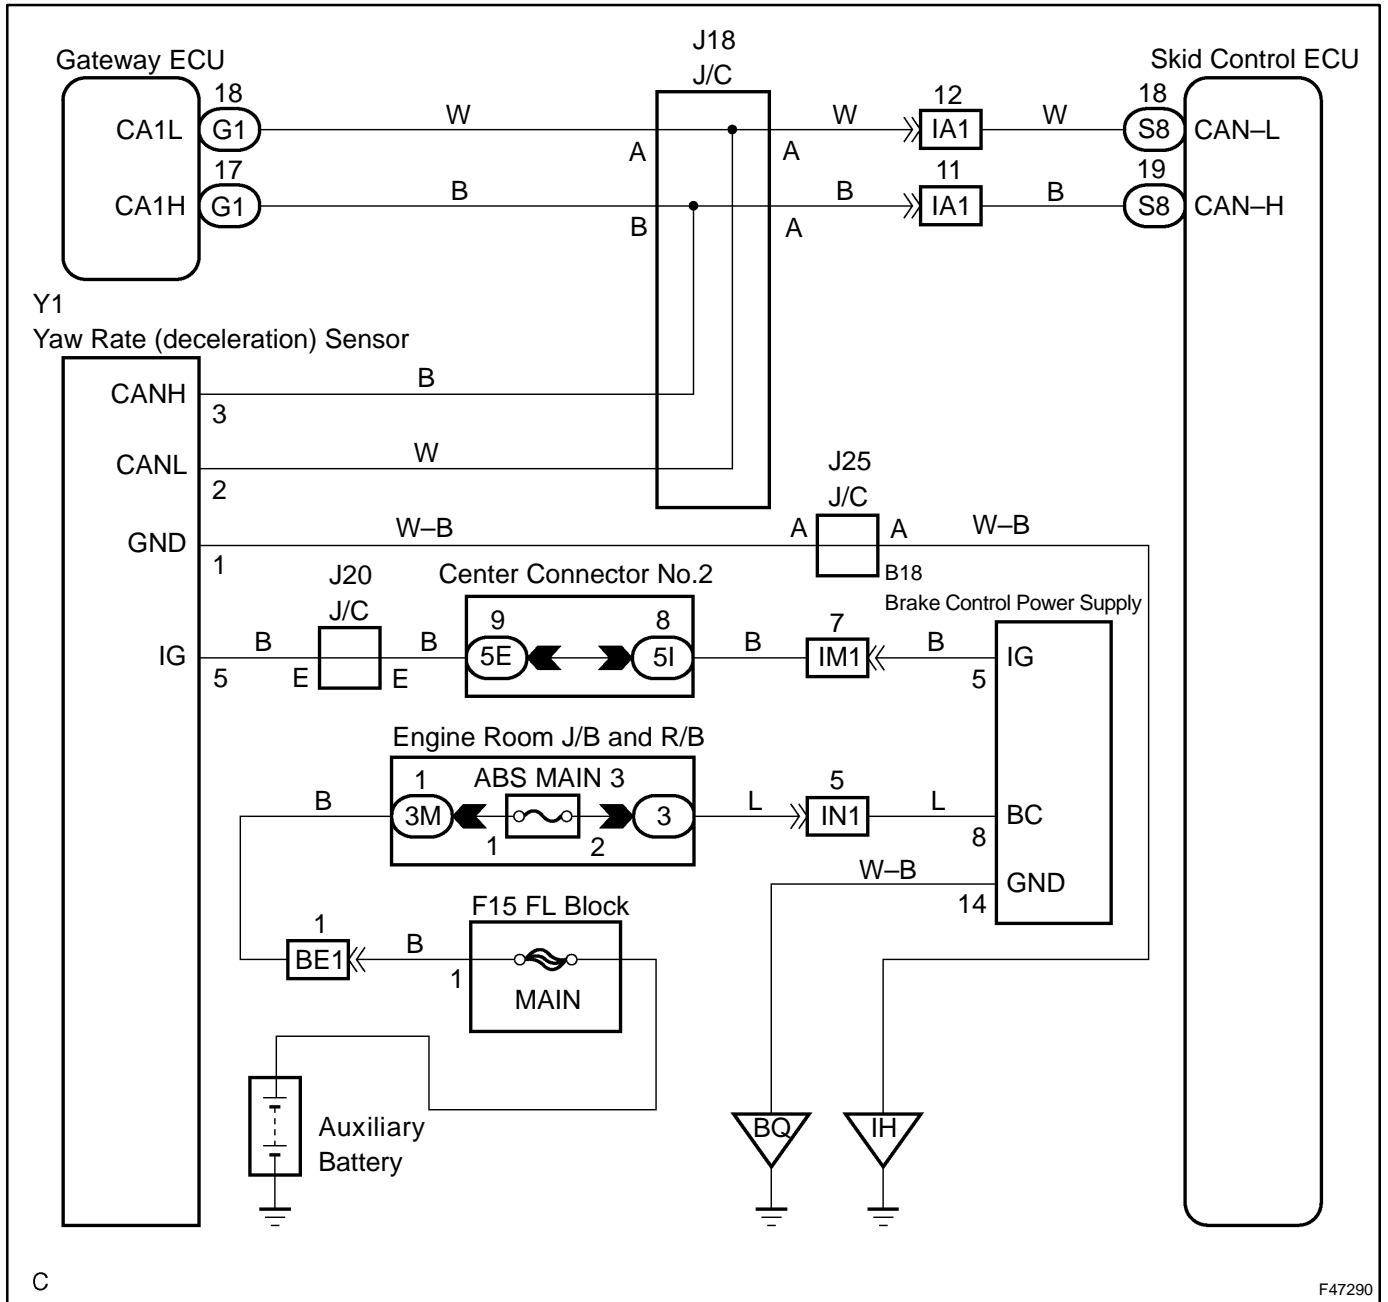 J18
J/C
Gateway ECU
Skid Control ECU
18
CA1L
G1
W
A
A
W
12
IA1
W
18
S8
CAN–L
17
CA1H
G1
B
B
A
B
11
IA1
B
19
S8
CAN–H
Y1
Yaw Rate (deceleration) Sensor
CANH
3
B
CANL
2
W
J25
J/C
GND
1
W–B
A
A
W–B
B18
Brake Control Power Supply
J20
J/C
Center Connector No.2
IG
5
B
E
E
B
9
5E
8
5I
B
7
IM1
B
5
IG
Engine Room J/B and R/B
B
1
3M
ABS MAIN 3
1
2
3
L
5
IN1
L
8
BC
W–B
14
GND
F15 FL Block
1
BE1
B
1
MAIN
Auxiliary
Battery
BQ
IH
C
F47290